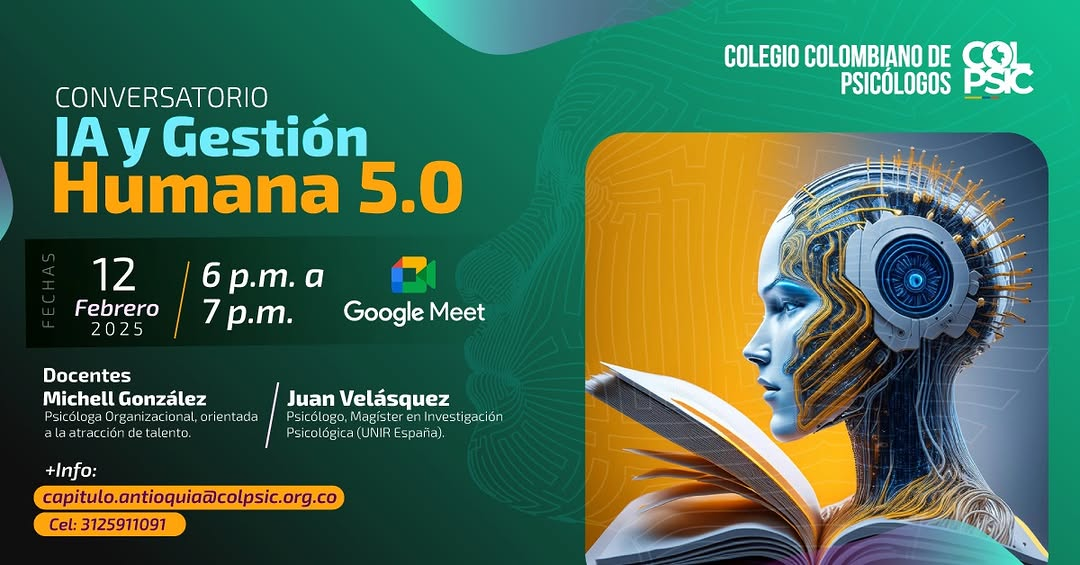 COLEGIO COLOMBIANO DE
PSICÓLOGOS
COL
PSIC
CONVERSATORIO
IA y Gestión
Humana 5.0
FECHAS
12
Febrero
2025
6 p.m. a
7 p.m.
Google Meet
Docentes
Michell González
Psicóloga Organizacional, orientada
a la atracción de talento.
Juan Velásquez
Psicólogo, Magíster en Investigación
Psicológica (UNIR España).
+Info:
capitulo.antioquia@colpsic.org.co
Cel: 3125911091